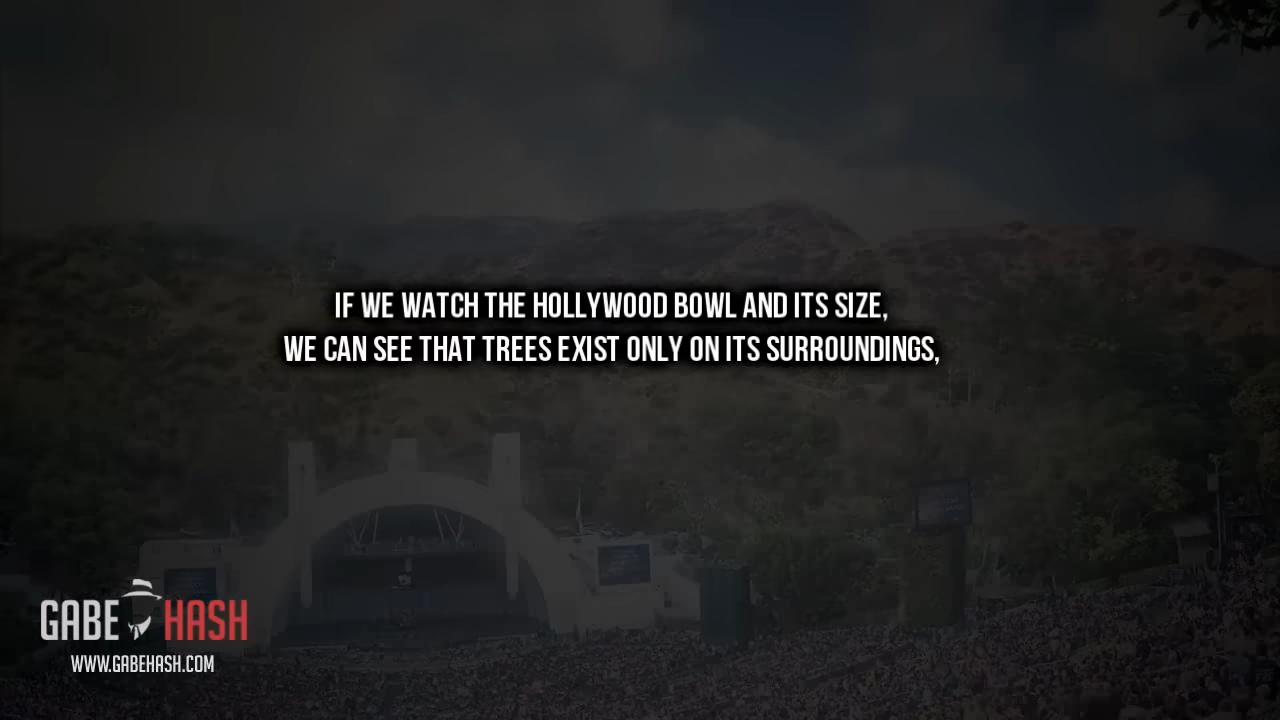 IF WE WATCH THE HOLLYWOOD BOWL AND ITS SIZE,
WE CAN SEE THAT TREES EXIST ONLY ON ITS SURROUNDINGS,
GABE HASH
WWW.GABEHASH.COM